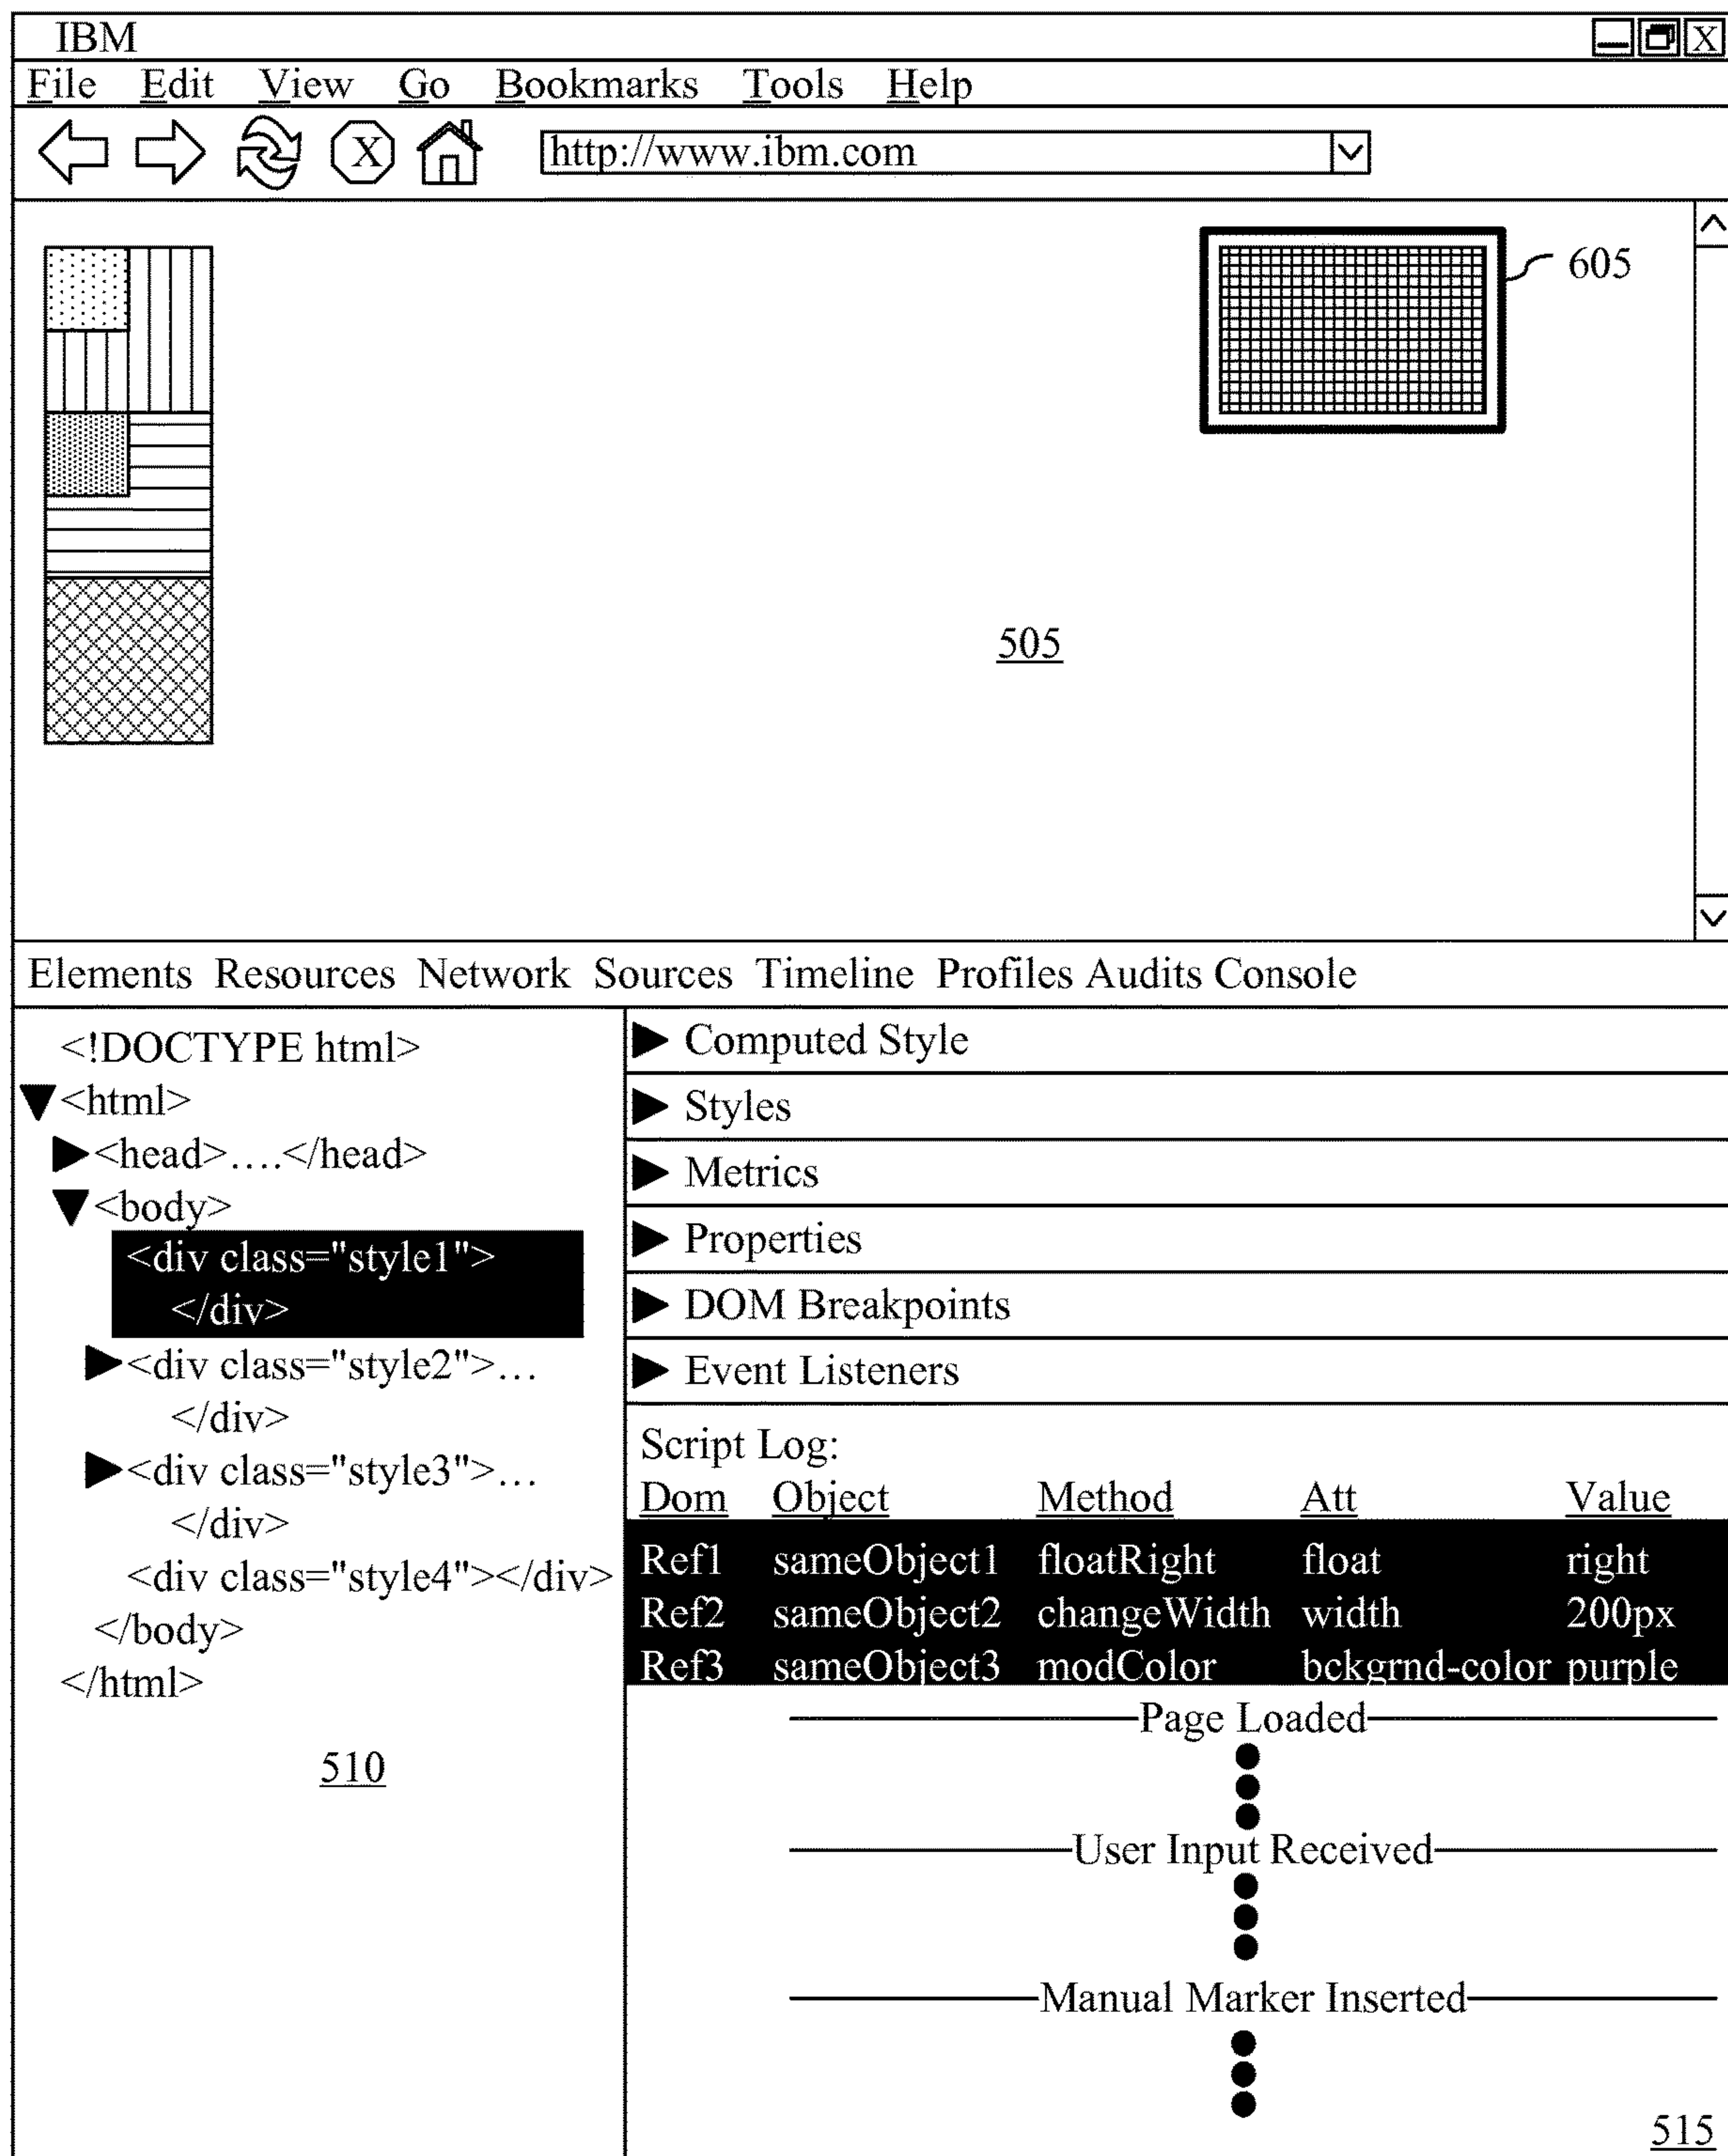 IBM
X
File Edit View Go Bookmarks Tools Help
X
http://www.ibm.com
605
505
Elements Resources Network Sources Timeline Profiles Audits Console
<!DOCTYPE html>
<html>
<head>....</head>
<body>
<div class="style1">
</div>
<div class="style2">...
</div>
<div class="style3">...
</div>
<div class="style4"></div>
</body>
</html>
510
Computed Style
Styles
Metrics
Properties
DOM Breakpoints
Event Listeners
Script Log:
Dom Object Method Att Value
Ref1 sameObject1 floatRight float right
Ref2 sameObject2 changeWidth width 200px
Ref3 sameObject3 modColor bckgrnd-color purple
Page Loaded
User Input Received
Manual Marker Inserted
515